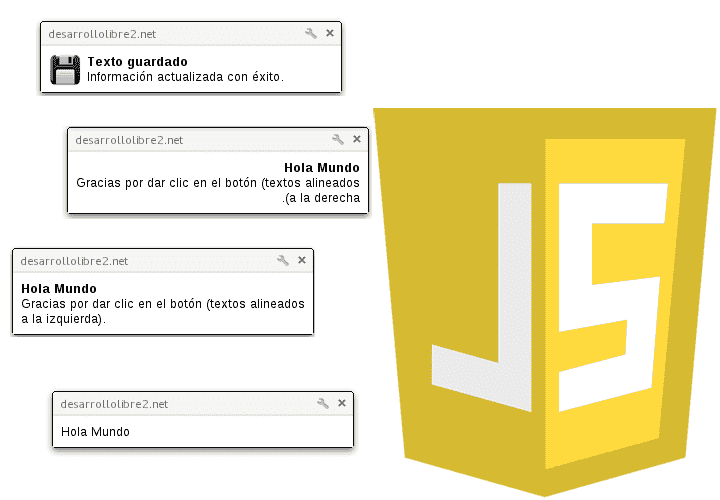 desarrollolibre2.net
Texto guardado
Información actualizada con éxito.
desarrollolibre2.net
Hola Mundo
Gracias por dar clic en el botón (textos alineados
.(a la derecha
desarrollolibre2.net
Hola Mundo
Gracias por dar clic en el botón (textos alineados
a la izquierda).
desarrollolibre2.net
Hola Mundo
JS